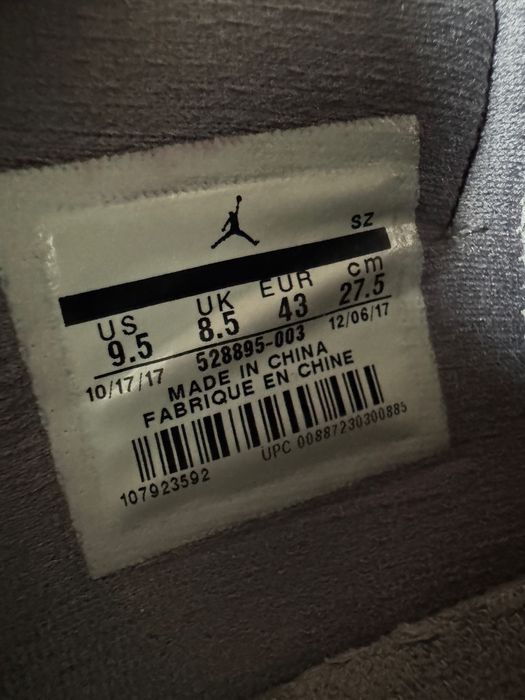 SZ
US UK EUR cm
9.5 8.5 43 27.5
10/17/17 528895-003 12/06/17
MADE IN CHINA
FABRIQUE EN CHINE
107923592 UPC 00887230300885